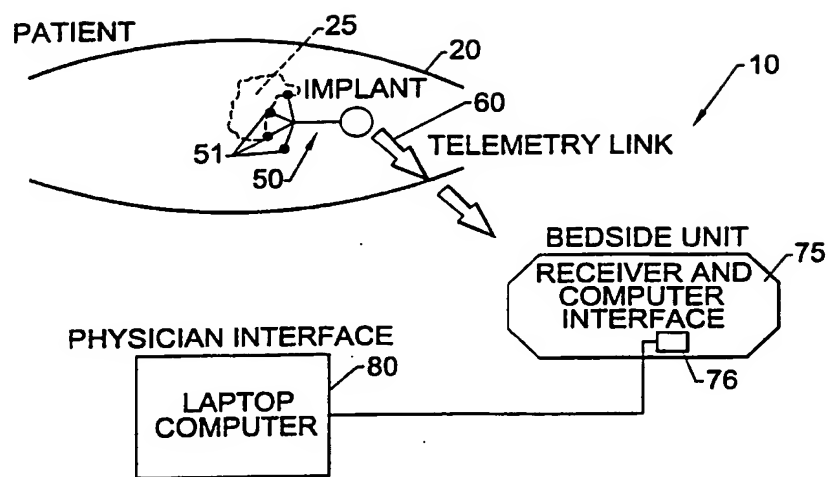 PATIENT
25
20
10
IMPLANT
60
51
50
TELEMETRY LINK
BEDSIDE UNIT
75
RECEIVER AND
COMPUTER
INTERFACE
76
PHYSICIAN INTERFACE
80
LAPTOP
COMPUTER